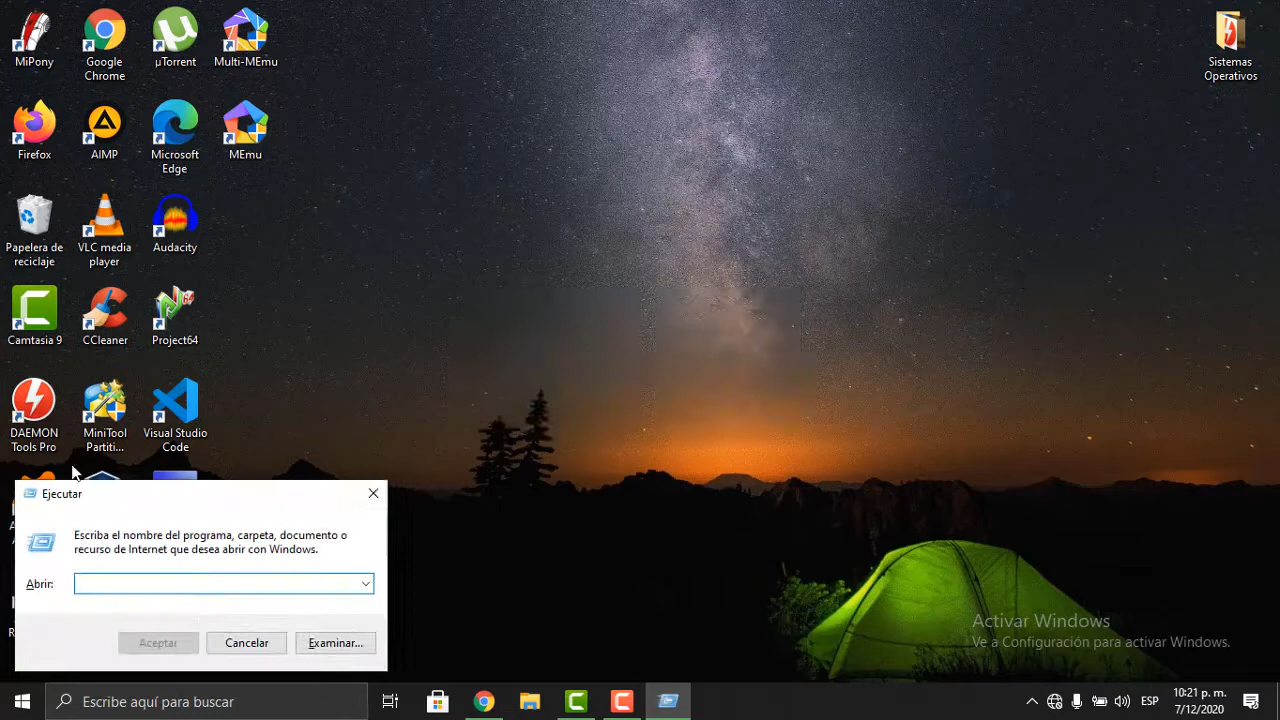 MiPony
Google
Chrome
µTorrent
Multi-MEmu
Sistemas
Operativos
Firefox
AIMP
Microsoft
Edge
MEmu
Papelera de
reciclaje
VLC media
player
Audacity
Camtasia 9
CCleaner
Project64
DAEMON
Tools Pro
MiniTool
Partiti...
Visual Studio
Code
Ejecutar
Escriba el nombre del programa, carpeta, documento o
recurso de Internet que desea abrir con Windows.
Abrir:
Aceptar
Cancelar
Examinar...
Activar Windows
Ve a Configuración para activar Windows.
Escribe aquí para buscar
ESP
10:21 p. m.
7/12/2020